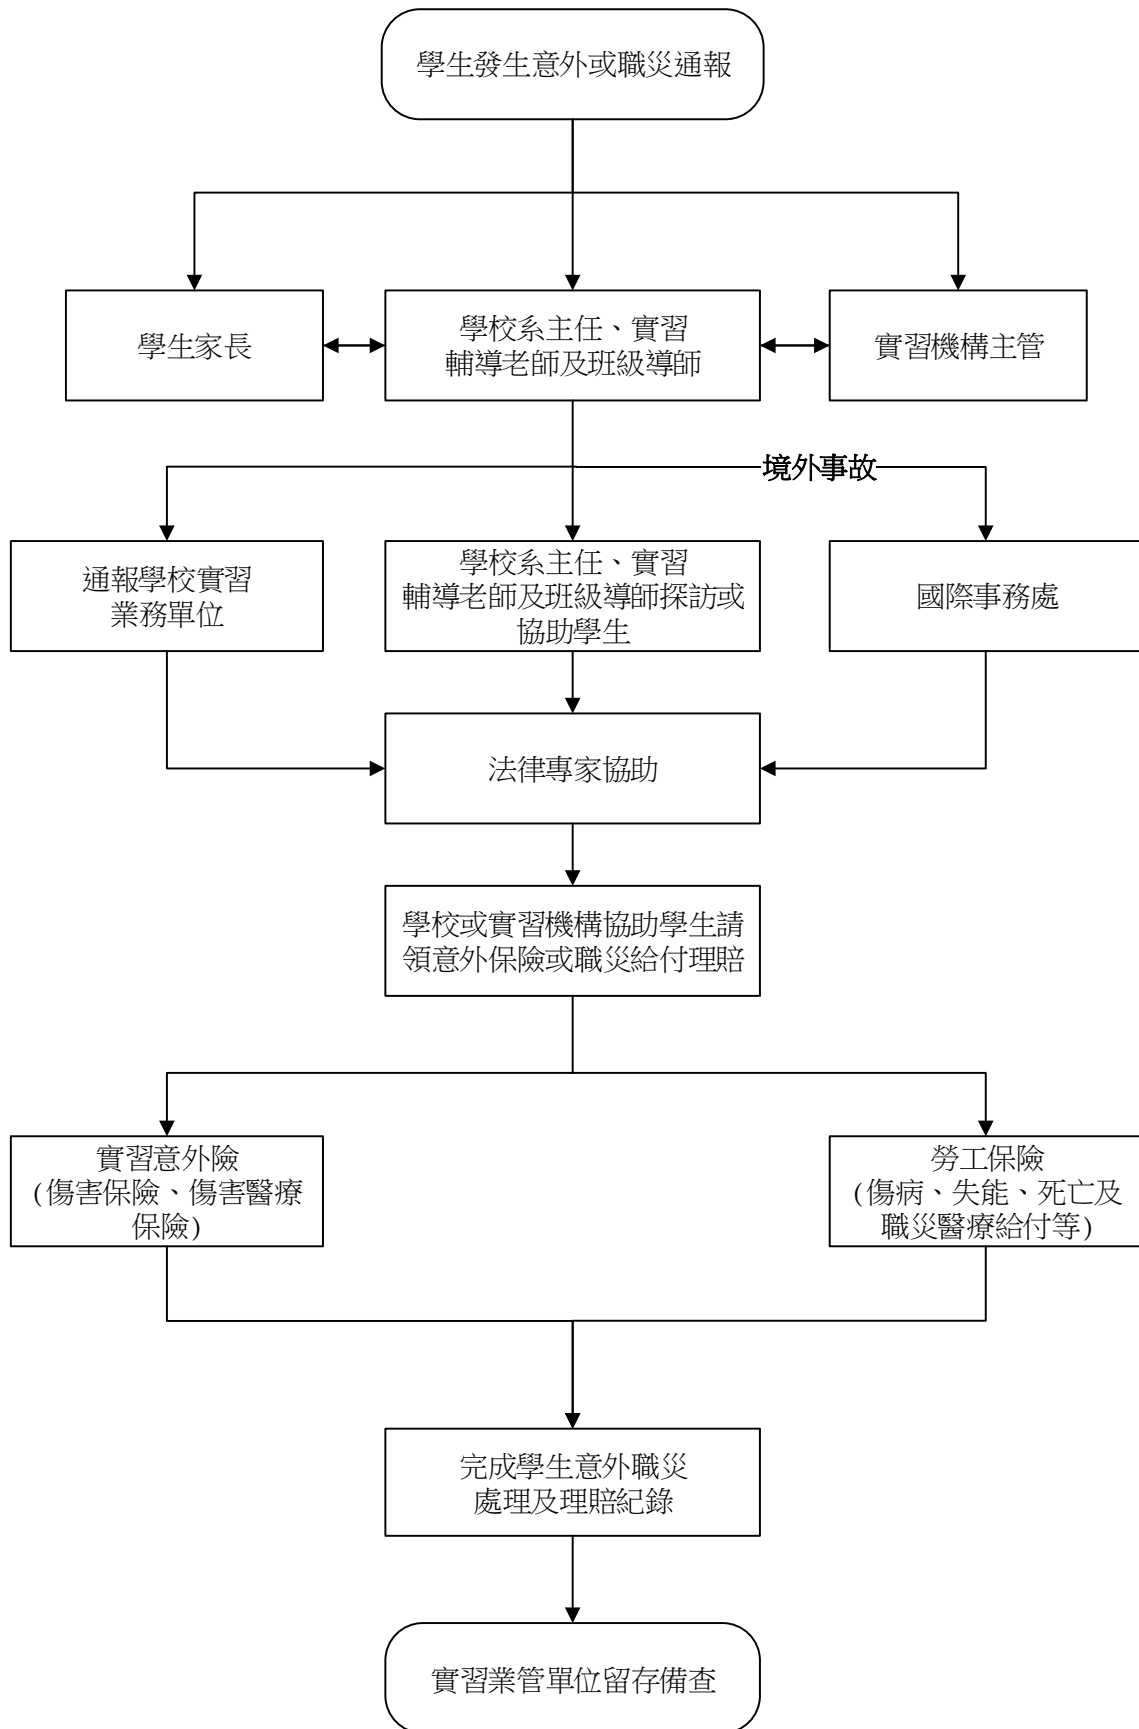 學生發生意外或職災通報
學生家長
學校系主任、實習
輔導老師及班級導師
實習機構主管
境外事故
通報學校實習
業務單位
學校系主任、實習
輔導老師及班級導師探訪或
協助學生
國際事務處
法律專家協助
學校或實習機構協助學生請
領意外保險或職災給付理賠
實習意外險
(傷害保險、傷害醫療
保險)
勞工保險
(傷病、失能、死亡及
職災醫療給付等)
完成學生意外職災
處理及理賠紀錄
實習業管單位留存備查